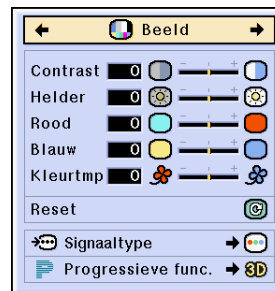 Beeld
Contrast 0 - +
Helder 0 - +
Rood 0 - +
Blauw 0 - +
Kleurtmp 0 - +
Reset
Signaaltype
P Progressieve func. 3D